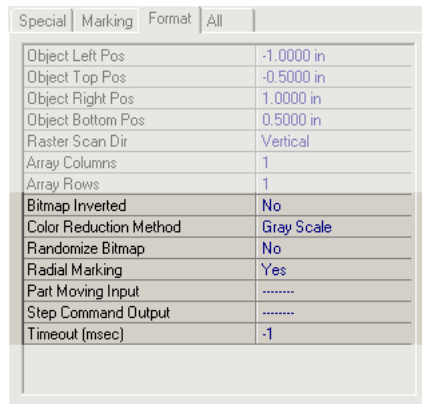 Special Marking Format All
Object Left Pos -1.0000 in
Object Top Pos -0.5000 in
Object Right Pos 1.0000 in
Object Bottom Pos 0.5000 in
Raster Scan Dir Vertical
Array Columns 1
Array Rows 1
Bitmap Inverted No
Color Reduction Method Gray Scale
Randomize Bitmap No
Radial Marking Yes
Part Moving Input --------
Step Command Output --------
Timeout (msec) -1